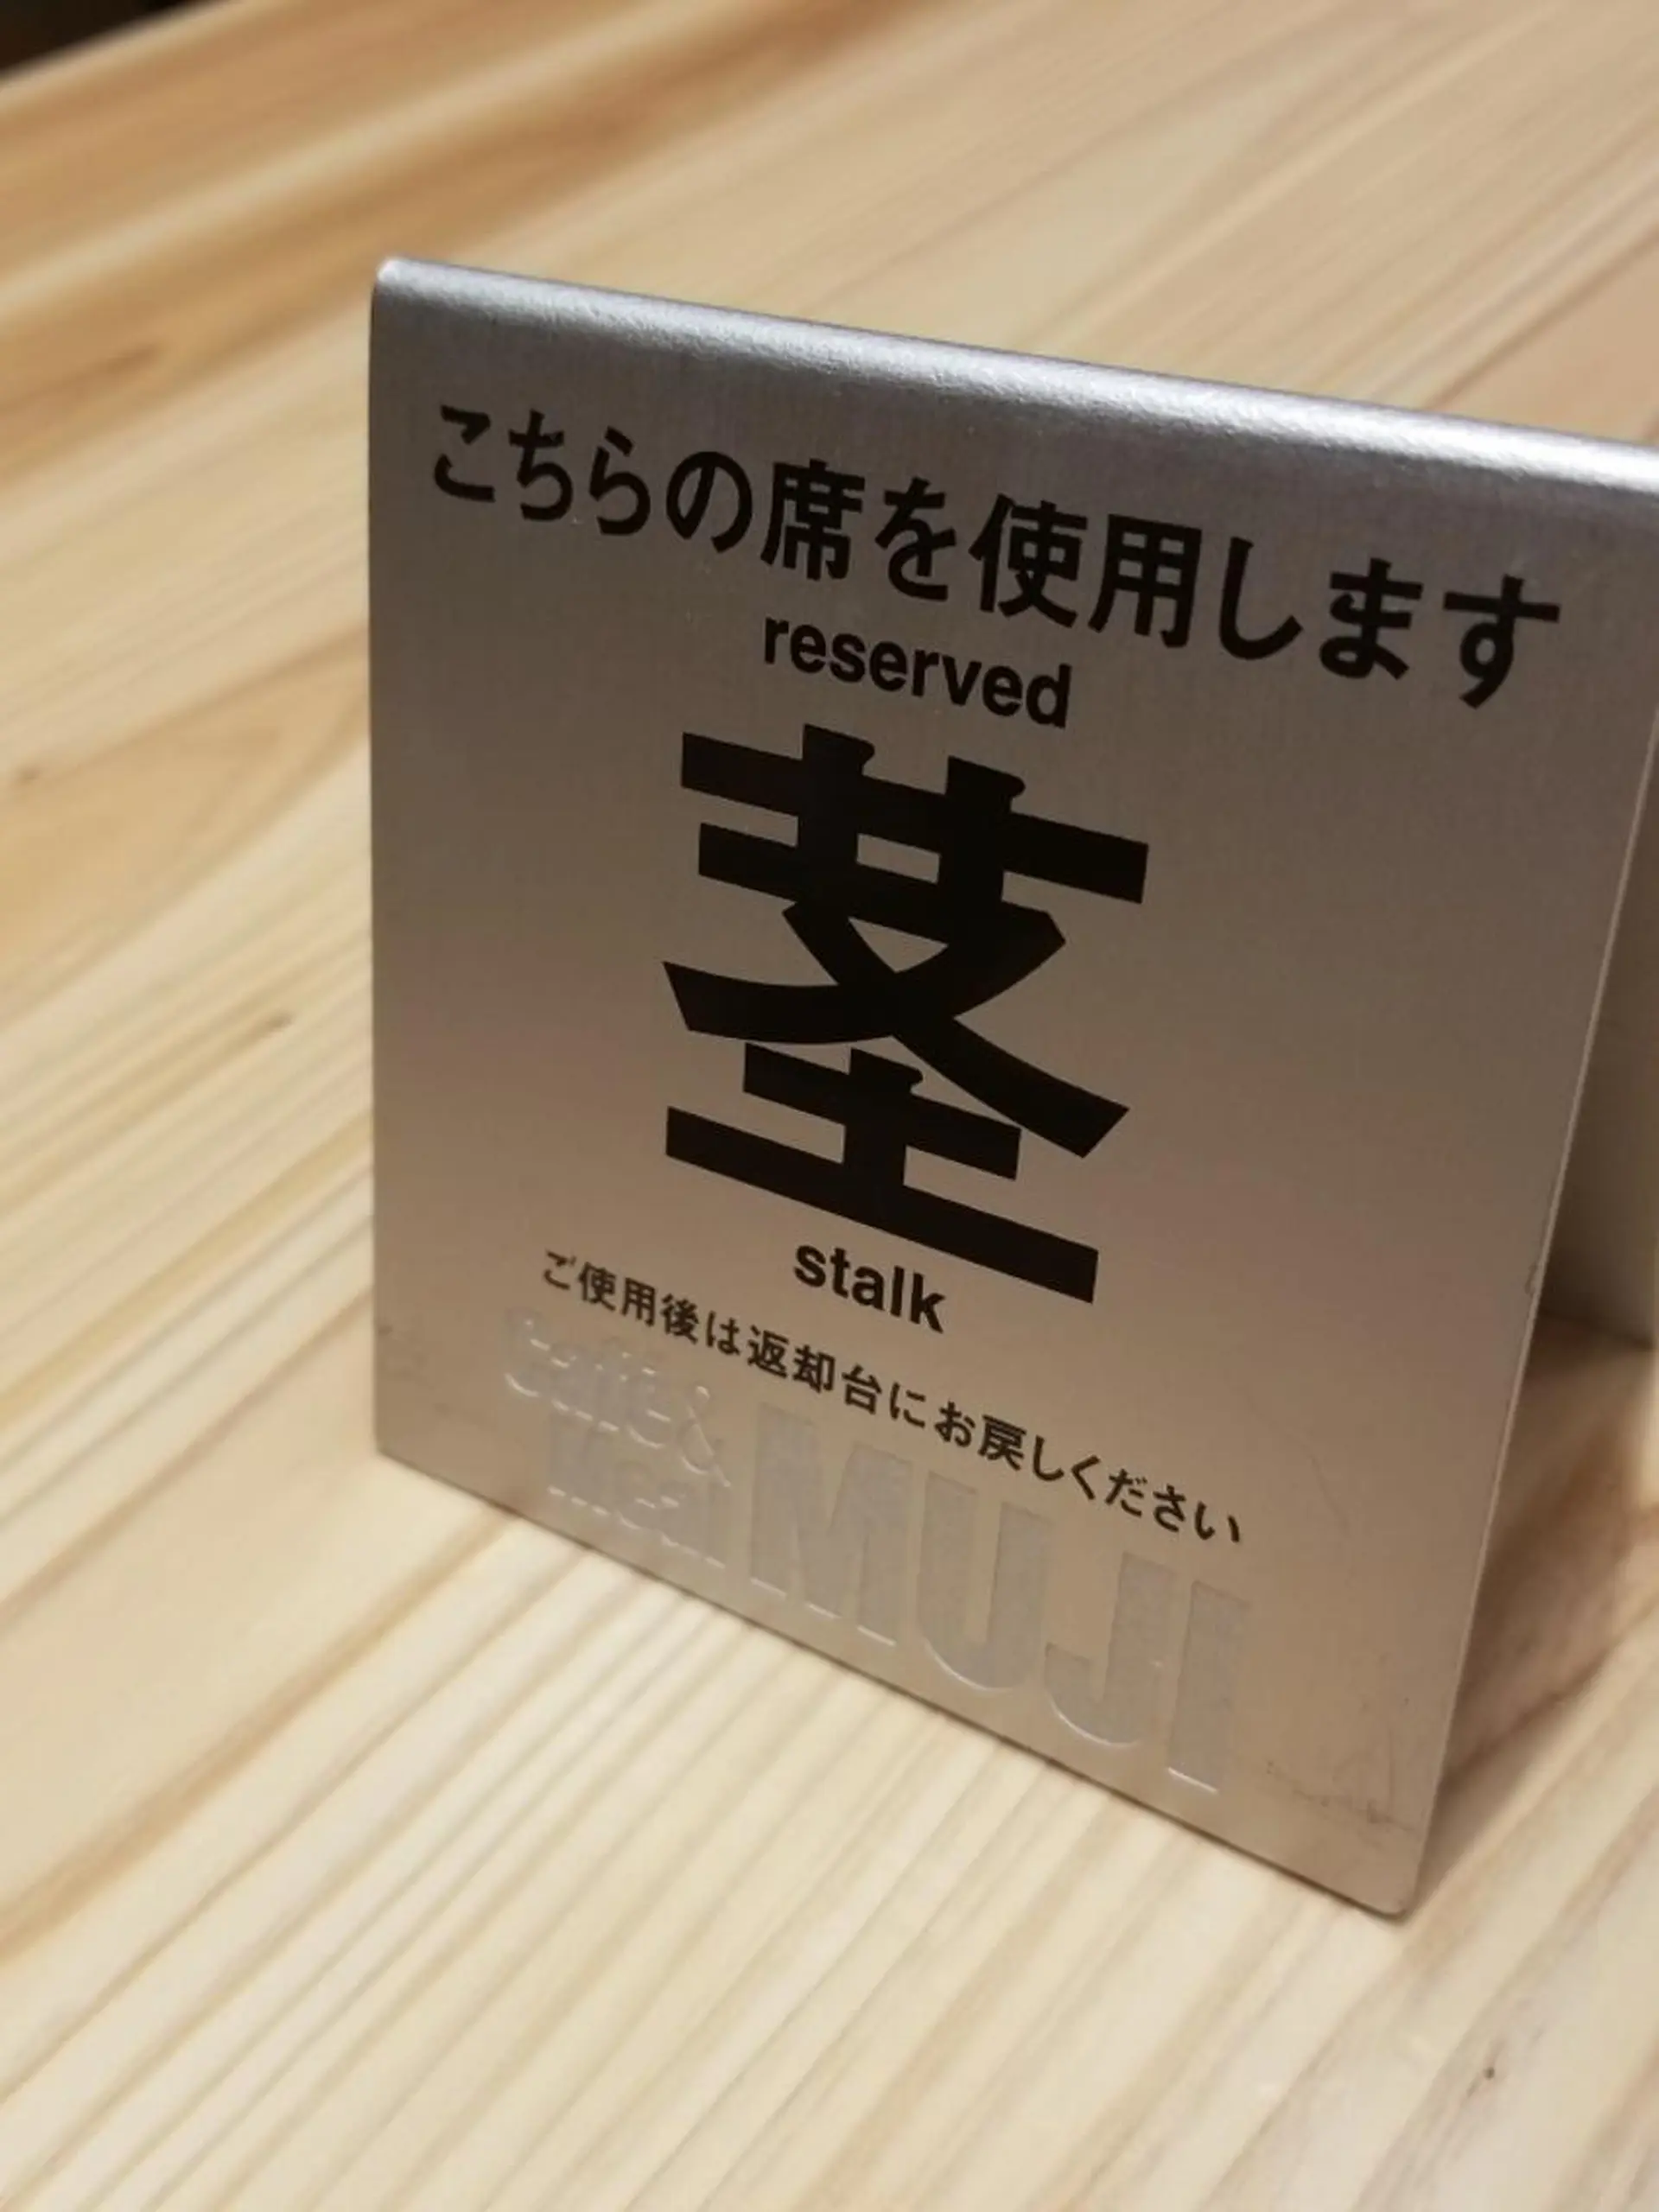 こちらの席を使用します
reserved
茎
stalk
ご使用後は返却台にお戻しください
Café&
Meal MUJI